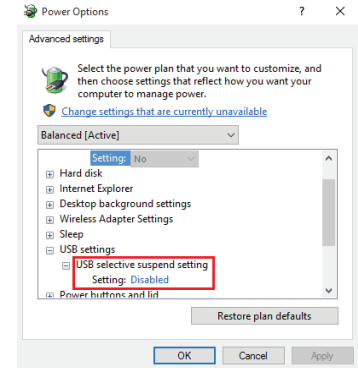 Power Options
Advanced settings
Select the power plan that you want to customize, and
then choose settings that reflect how you want your
computer to manage power.
Change settings that are currently unavailable
Balanced [Active]
Setting: No
Hard disk
Internet Explorer
Desktop background settings
Wireless Adapter Settings
Sleep
USB settings
USB selective suspend setting
Setting: Disabled
Power buttons and lid
Restore plan defaults
OK Cancel Apply